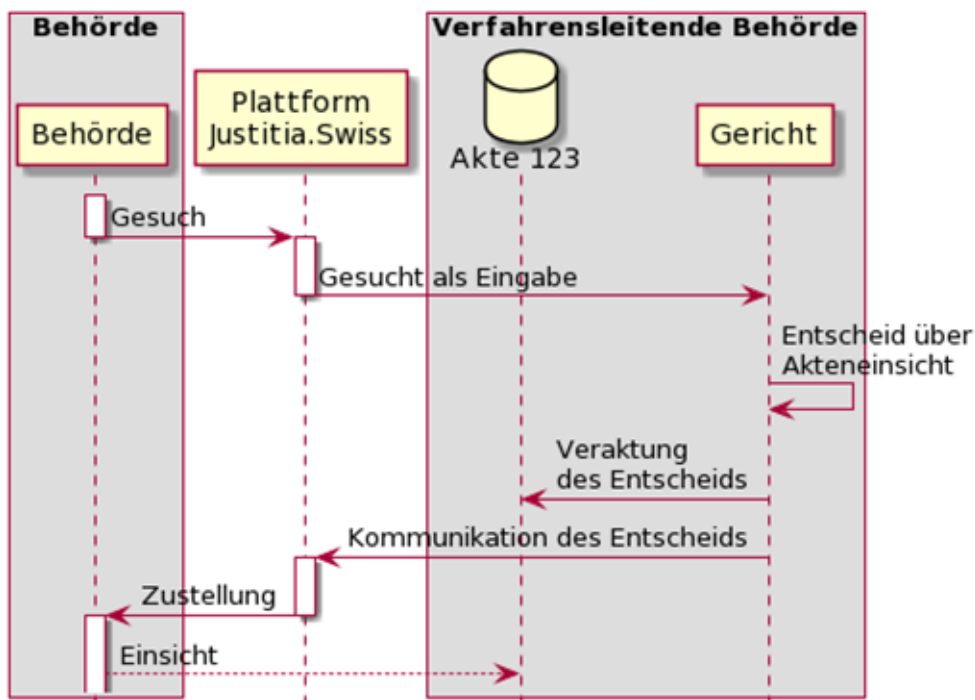 Behörde
Verfahrensleitende Behörde
Behörde
Plattform
Justitia.Swiss
Akte 123
Gericht
Gesuch
Gesucht als Eingabe
Entscheid über
Akteneinsicht
Veraktung
des Entscheids
Kommunikation des Entscheids
Zustellung
Einsicht